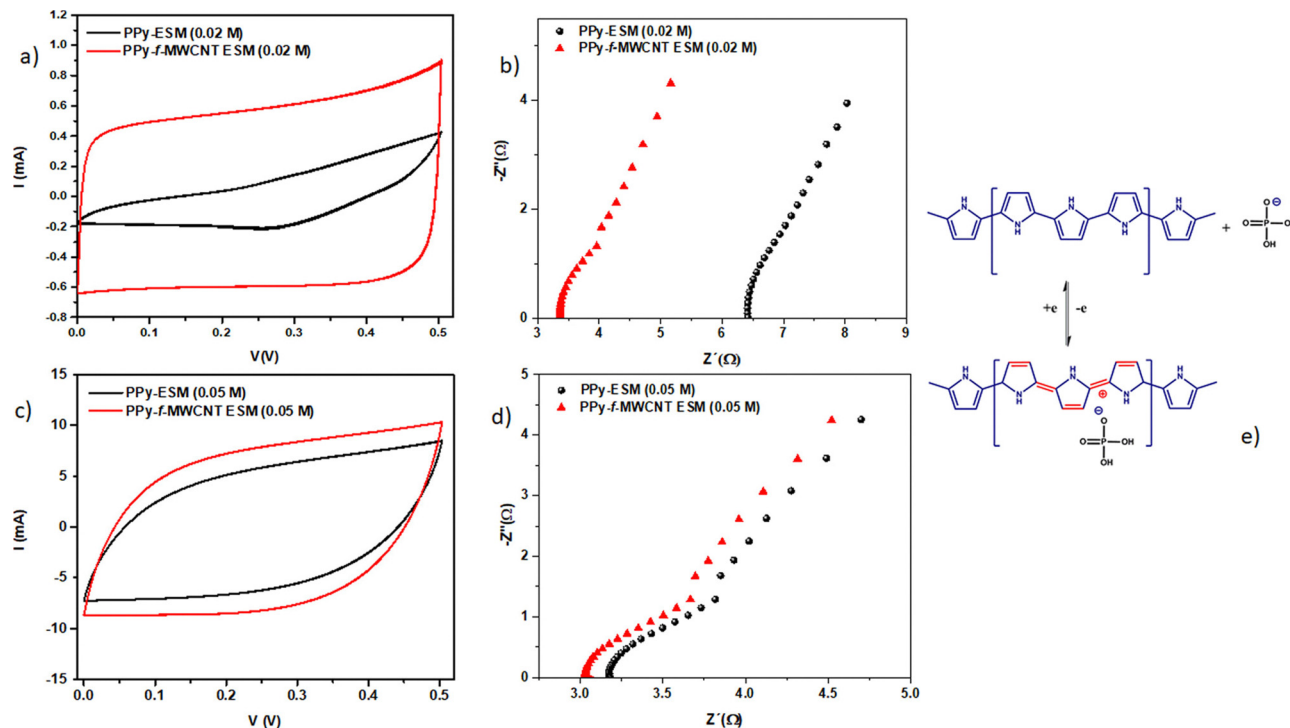 a)
1.2
1.0
0.8
0.6
0.4
0.2
0.0
-0.2
-0.4
-0.6
-0.8
I (mA)
PPy-ESM (0.02 M)
PPy-f-MWCNT ESM (0.02 M)
0.0 0.1 0.2 0.3 0.4 0.5
V (V)
b)
4
2
0
-Z''(Ω)
PPy-ESM (0.02 M)
PPy-f-MWCNT ESM (0.02 M)
3 4 5 6 7 8 9
Z´(Ω)
c)
15
10
5
0
-5
-10
-15
I (mA)
PPy-ESM (0.05 M)
PPy-f-MWCNT ESM (0.05 M)
0.0 0.1 0.2 0.3 0.4 0.5
V (V)
d)
5
4
3
2
1
0
-Z''(Ω)
PPy-ESM (0.05 M)
PPy-f-MWCNT ESM (0.05 M)
3.0 3.5 4.0 4.5 5.0
Z´(Ω)
H
N
N
H
H
N
N
H
H
N
H
N
+
O ⊖
O=P-O
OH
+e -e
H
N
N
H
H
N
N
H
H
N
⊕
⊖
O
O=P-OH
OH
e)